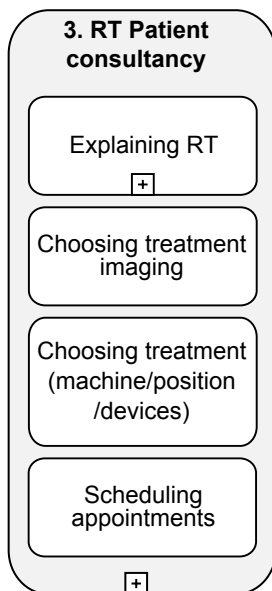 3. RT Patient
consultancy
Explaining RT
+
Choosing treatment
imaging
Choosing treatment
(machine/position
/devices)
Scheduling
appointments
+